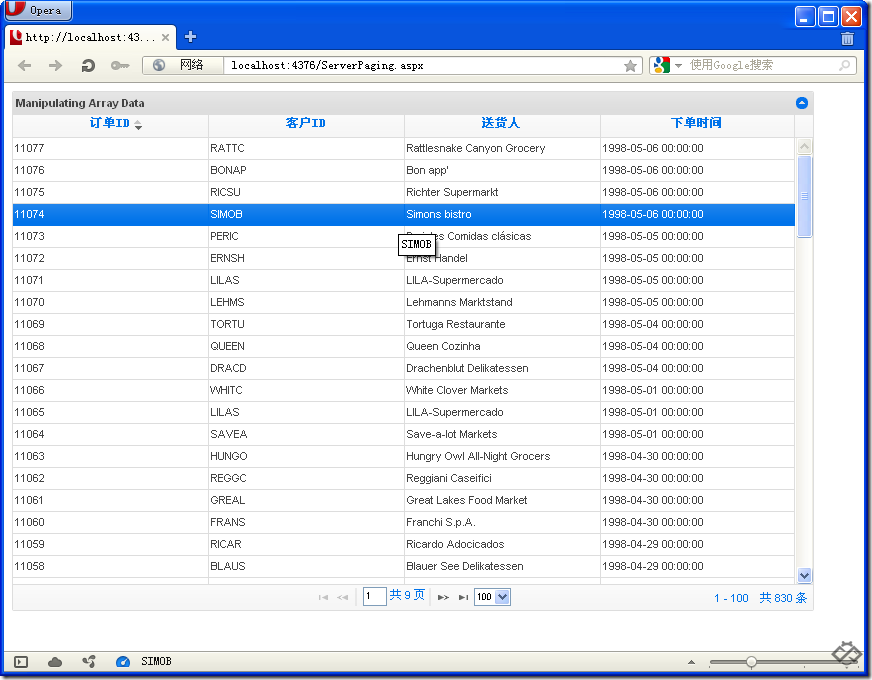 Opera
http://localhost:43...
网络 localhost:4376/ServerPaging.aspx 使用Google搜索
Manipulating Array Data
订单ID 客户ID 送货人 下单时间
11077 RATTC Rattlesnake Canyon Grocery 1998-05-06 00:00:00
11076 BONAP Bon app' 1998-05-06 00:00:00
11075 RICSU Richter Supermarkt 1998-05-06 00:00:00
11074 SIMOB Simons bistro 1998-05-06 00:00:00
11073 PERIC Comidas clásicas 1998-05-05 00:00:00
SIMOB
11072 ERNSH Ernst Handel 1998-05-05 00:00:00
11071 LILAS LILA-Supermercado 1998-05-05 00:00:00
11070 LEHMS Lehmanns Marktstand 1998-05-05 00:00:00
11069 TORTU Tortuga Restaurante 1998-05-04 00:00:00
11068 QUEEN Queen Cozinha 1998-05-04 00:00:00
11067 DRACD Drachenblut Delikatessen 1998-05-04 00:00:00
11066 WHITC White Clover Markets 1998-05-01 00:00:00
11065 LILAS LILA-Supermercado 1998-05-01 00:00:00
11064 SAVEA Save-a-lot Markets 1998-05-01 00:00:00
11063 HUNGO Hungry Owl All-Night Grocers 1998-04-30 00:00:00
11062 REGGC Reggiani Caseifici 1998-04-30 00:00:00
11061 GREAL Great Lakes Food Market 1998-04-30 00:00:00
11060 FRANS Franchi S.p.A. 1998-04-30 00:00:00
11059 RICAR Ricardo Adocicados 1998-04-29 00:00:00
11058 BLAUS Blauer See Delikatessen 1998-04-29 00:00:00
1 共 9 页 100 1 - 100 共 830 条
SIMOB